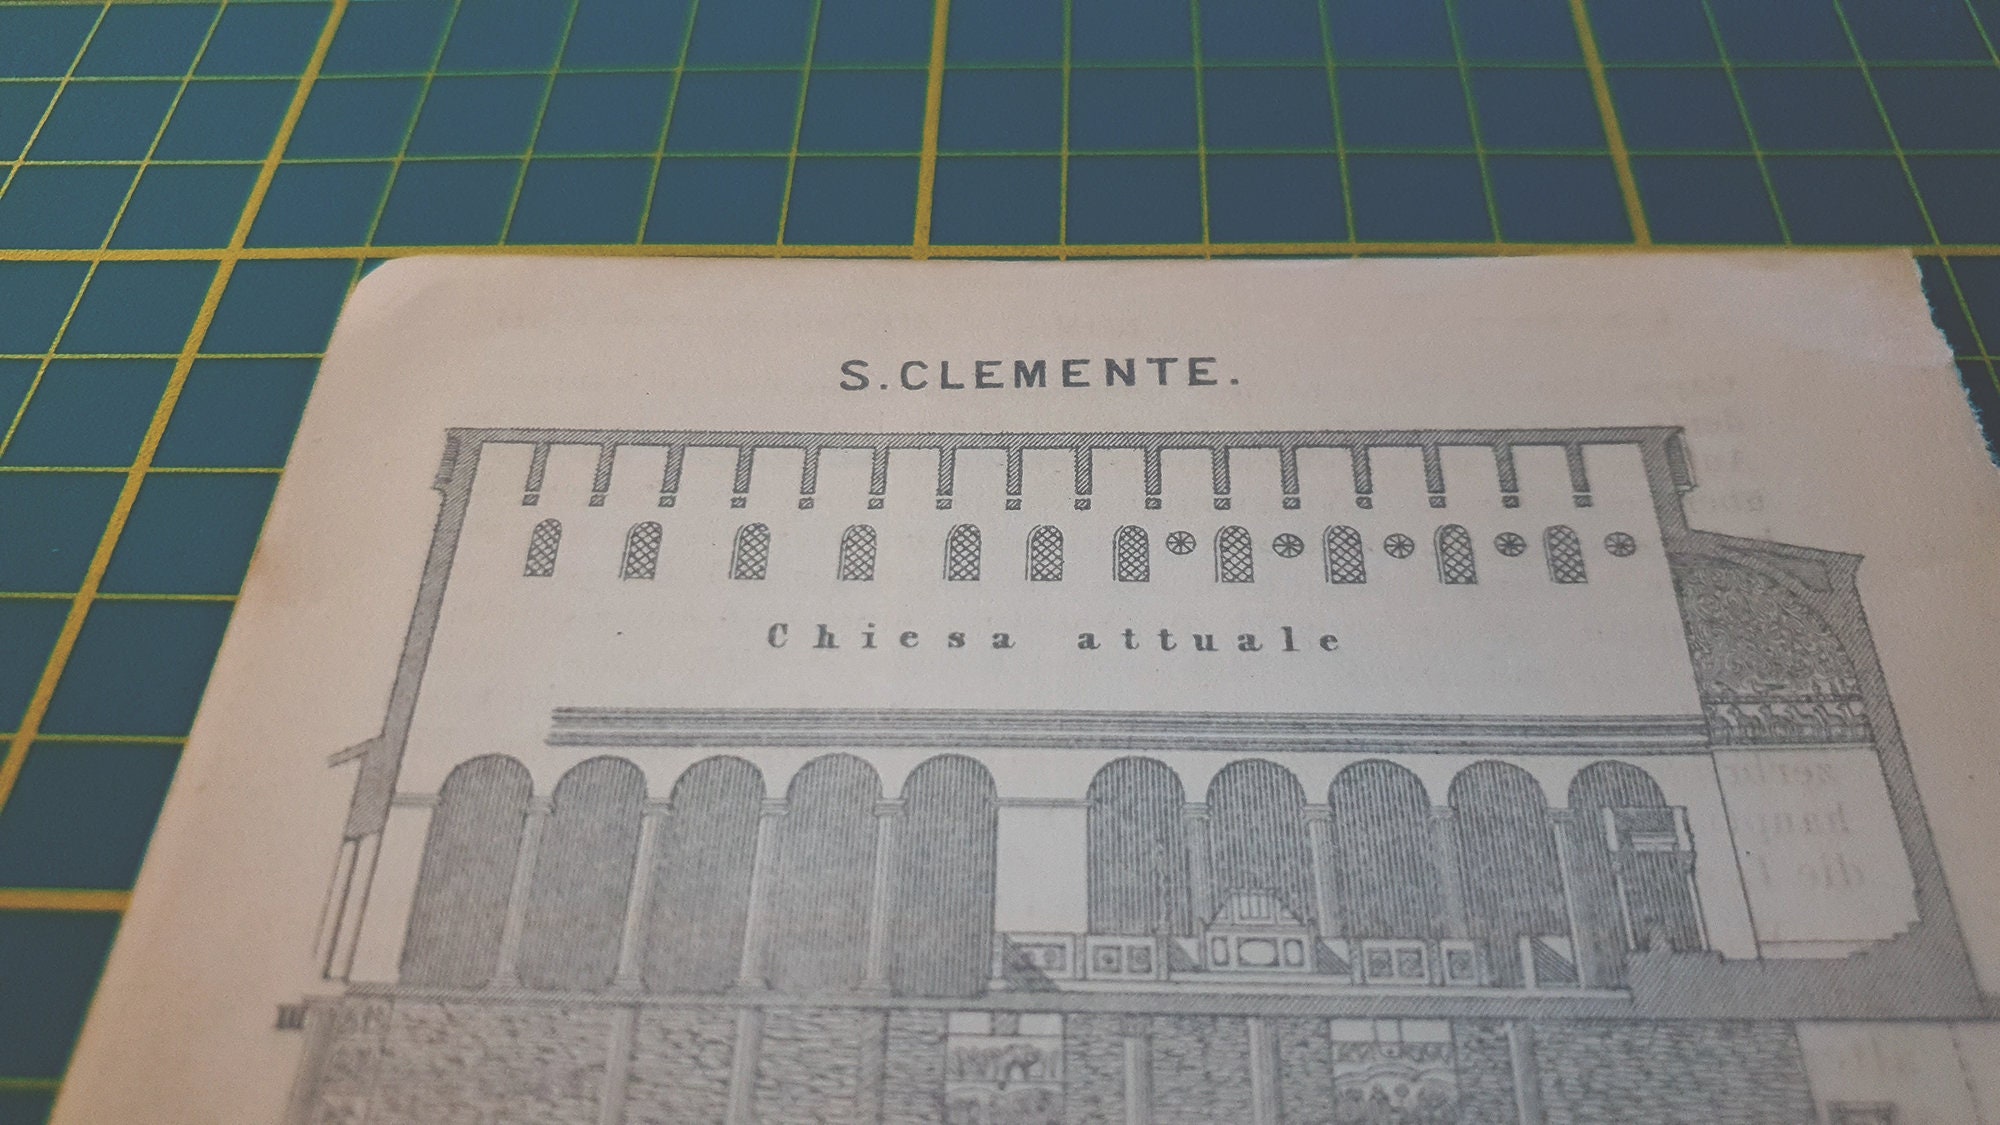 S. CLEMENTE.
Chiesa attuale